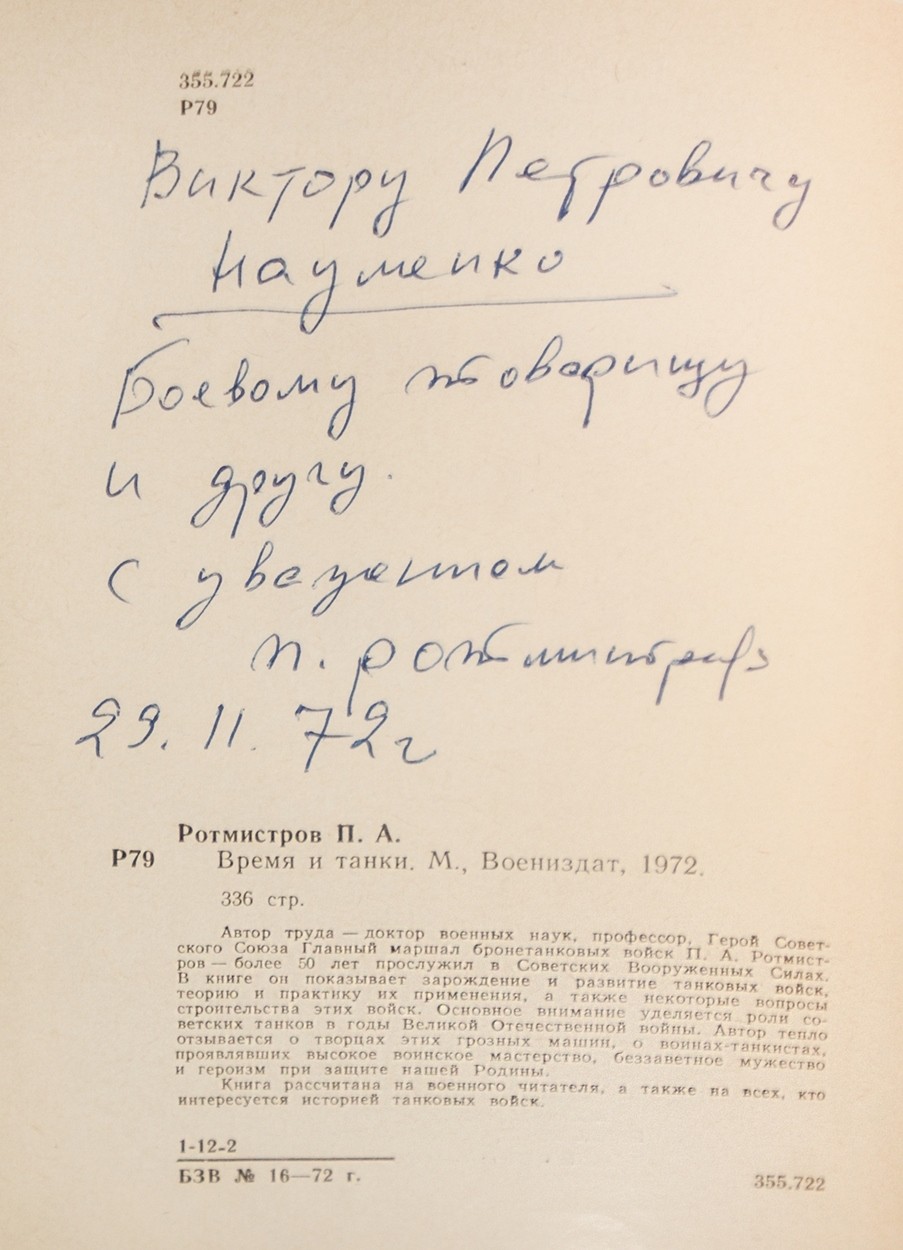 355.722
Р79
Виктору Петровичу
Науменко
Боевому товарищу
и другу.
С уважением
П. Ротмистров
29. 11. 72 г
Ротмистров П. А.
Р79 Время и танки. М., Воениздат, 1972.
336 стр.
Автор труда — доктор военных наук, профессор, Герой Совет-
ского Союза Главный маршал бронетанковых войск П. А. Ротмист-
ров — более 50 лет прослужил в Советских Вооруженных Силах.
В книге он показывает зарождение и развитие танковых войск,
теорию и практику их применения, а также некоторые вопросы
строительства этих войск. Основное внимание уделяется роли со-
ветских танков в годы Великой Отечественной войны. Автор тепло
отзывается о творцах этих грозных машин, о воинах-танкистах,
проявлявших высокое воинское мастерство, беззаветное мужество
и героизм при защите нашей Родины.
Книга рассчитана на военного читателя, а также на всех, кто
интересуется историей танковых войск.
1-12-2
БЗВ № 16—72 г.
355.722